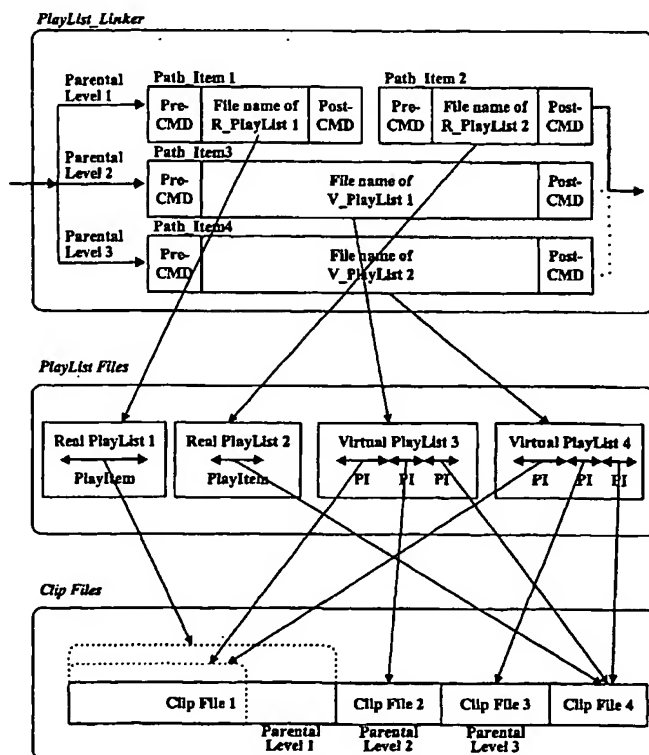 PlayList_Linker
Parental Level 1
Path_Item 1
Pre-CMD
File name of R_PlayList 1
Post-CMD
Path_Item 2
Pre-CMD
File name of R_PlayList 2
Post-CMD
Parental Level 2
Path_Item3
Pre-CMD
File name of V_PlayList 1
Post-CMD
Parental Level 3
Path_Item4
Pre-CMD
File name of V_PlayList 2
Post-CMD
PlayList Files
Real PlayList 1
PlayItem
Real PlayList 2
PlayItem
Virtual PlayList 3
PI PI PI
Virtual PlayList 4
PI PI PI
Clip Files
Clip File 1
Clip File 2
Clip File 3
Clip File 4
Parental Level 1
Parental Level 2
Parental Level 3